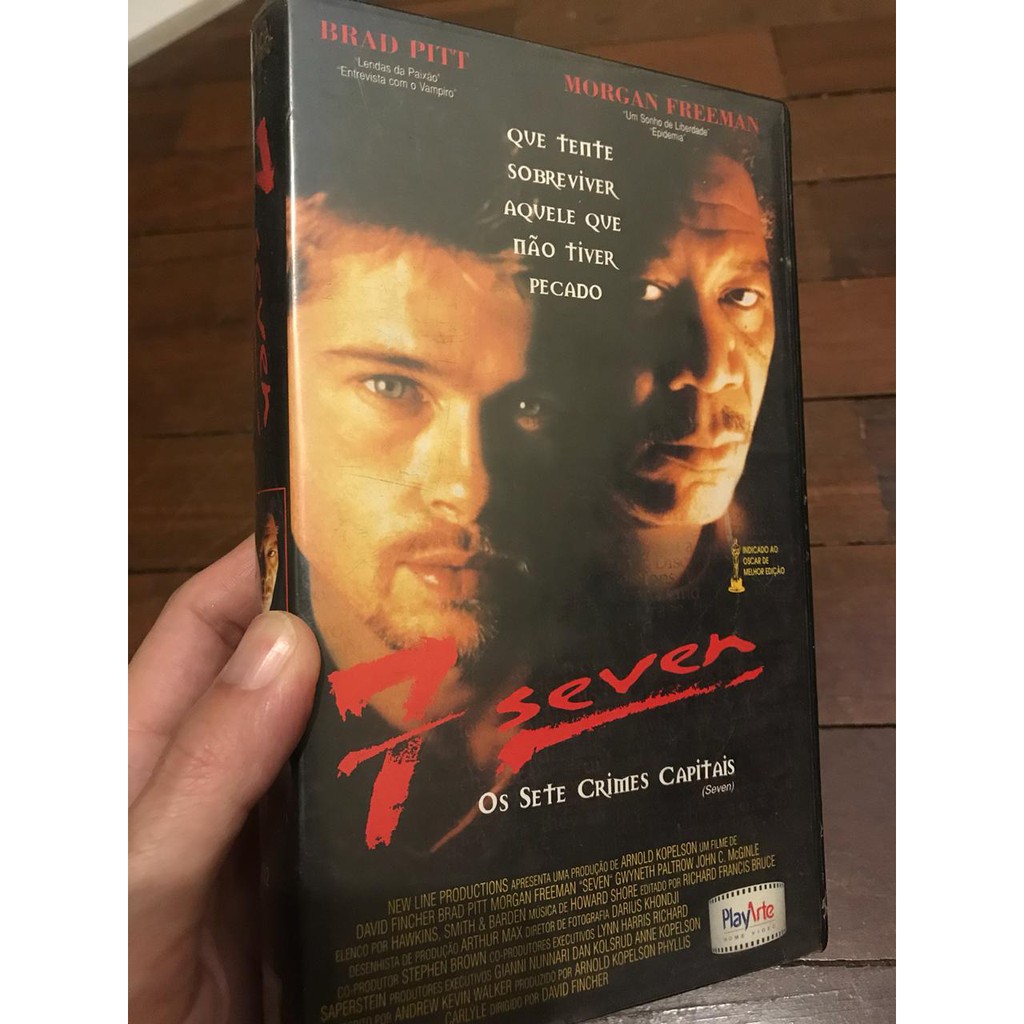 BRAD PITT
"Lendas da Paixão"
"Entrevista com o Vampiro"
MORGAN FREEMAN
"Um Sonho de Liberdade"
"Epidemia"
QUE TENTE
SOBREVIVER
AQUELE QUE
NÃO TIVER
PECADO
INDICADO AO
OSCAR DE
MELHOR EDIÇÃO
7 seven
OS SETE CRIMES CAPITAIS
(Seven)
NEW LINE PRODUCTIONS APRESENTA UMA PRODUÇÃO DE ARNOLD KOPELSON UM FILME DE
DAVID FINCHER BRAD PITT MORGAN FREEMAN "SEVEN" GWYNETH PALTROW JOHN C. McGINLE
ELENCO POR HAWKINS, SMITH & BARDEN MÚSICA DE HOWARD SHORE EDITADO POR RICHARD FRANCIS BRUCE
DESENHISTA DE PRODUÇÃO ARTHUR MAX DIRETOR DE FOTOGRAFIA DARIUS KHONDJI
CO-PRODUTOR STEPHEN BROWN CO-PRODUTORES EXECUTIVOS LYNN HARRIS RICHARD
SAPERSTEIN PRODUTORES EXECUTIVOS GIANNI NUNNARI DAN KOLSRUD ANNE KOPELSON
POR ANDREW KEVIN WALKER PRODUZIDO POR ARNOLD KOPELSON PHYLLIS
CARLYLE DIRIGIDO POR DAVID FINCHER
PlayArte
HOME VIDEO
7 seven